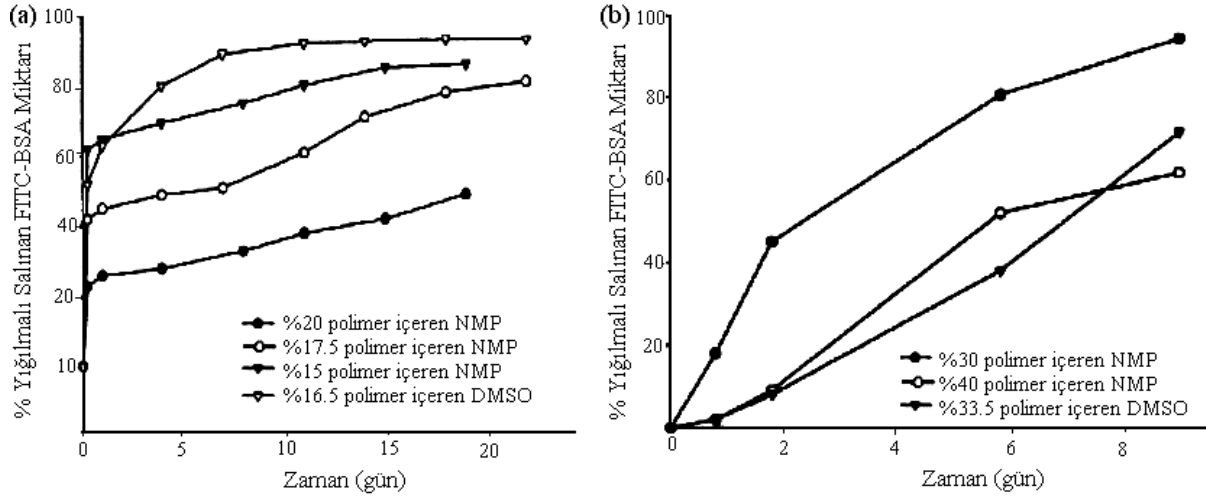 (a)
% Yığılmalı Salınan FITC-BSA Miktarı
100
80
60
40
20
10
0
5
10
15
20
Zaman (gün)
%20 polimer içeren NMP
%17.5 polimer içeren NMP
%15 polimer içeren NMP
%16.5 polimer içeren DMSO
(b)
% Yığılmalı Salınan FITC-BSA Miktarı
100
80
60
40
20
0
2
4
6
8
Zaman (gün)
%30 polimer içeren NMP
%40 polimer içeren NMP
%33.5 polimer içeren DMSO